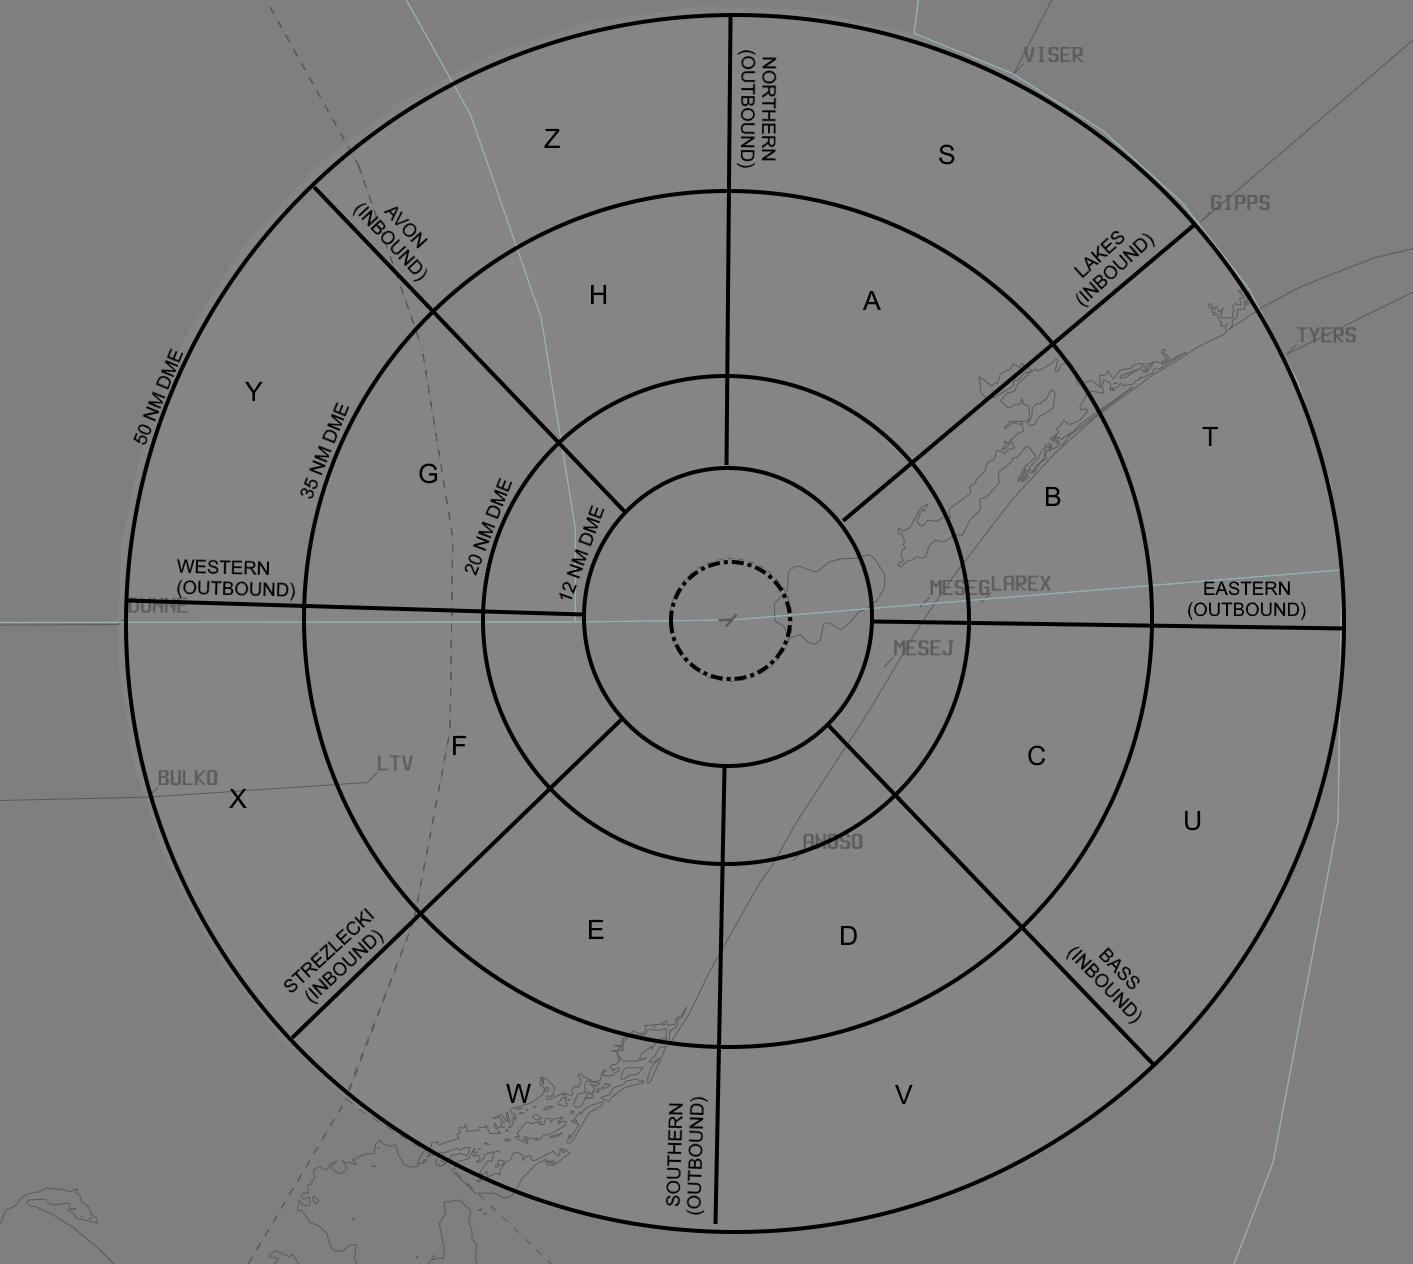 VISER
NORTHERN
(OUTBOUND)
Z
S
GIPPS
AVON
(INBOUND)
LAKES
(INBOUND)
H
A
TYERS
50 NM DME
Y
35 NM DME
G
T
B
20 NM DME
12 NM DME
WESTERN
(OUTBOUND)
DUNNE
MESEG
LAREX
EASTERN
(OUTBOUND)
MESEJ
F
LTV
C
BULKO
X
U
ANOSO
E
D
STREZLECKI
(INBOUND)
BASS
(INBOUND)
W
V
SOUTHERN
(OUTBOUND)